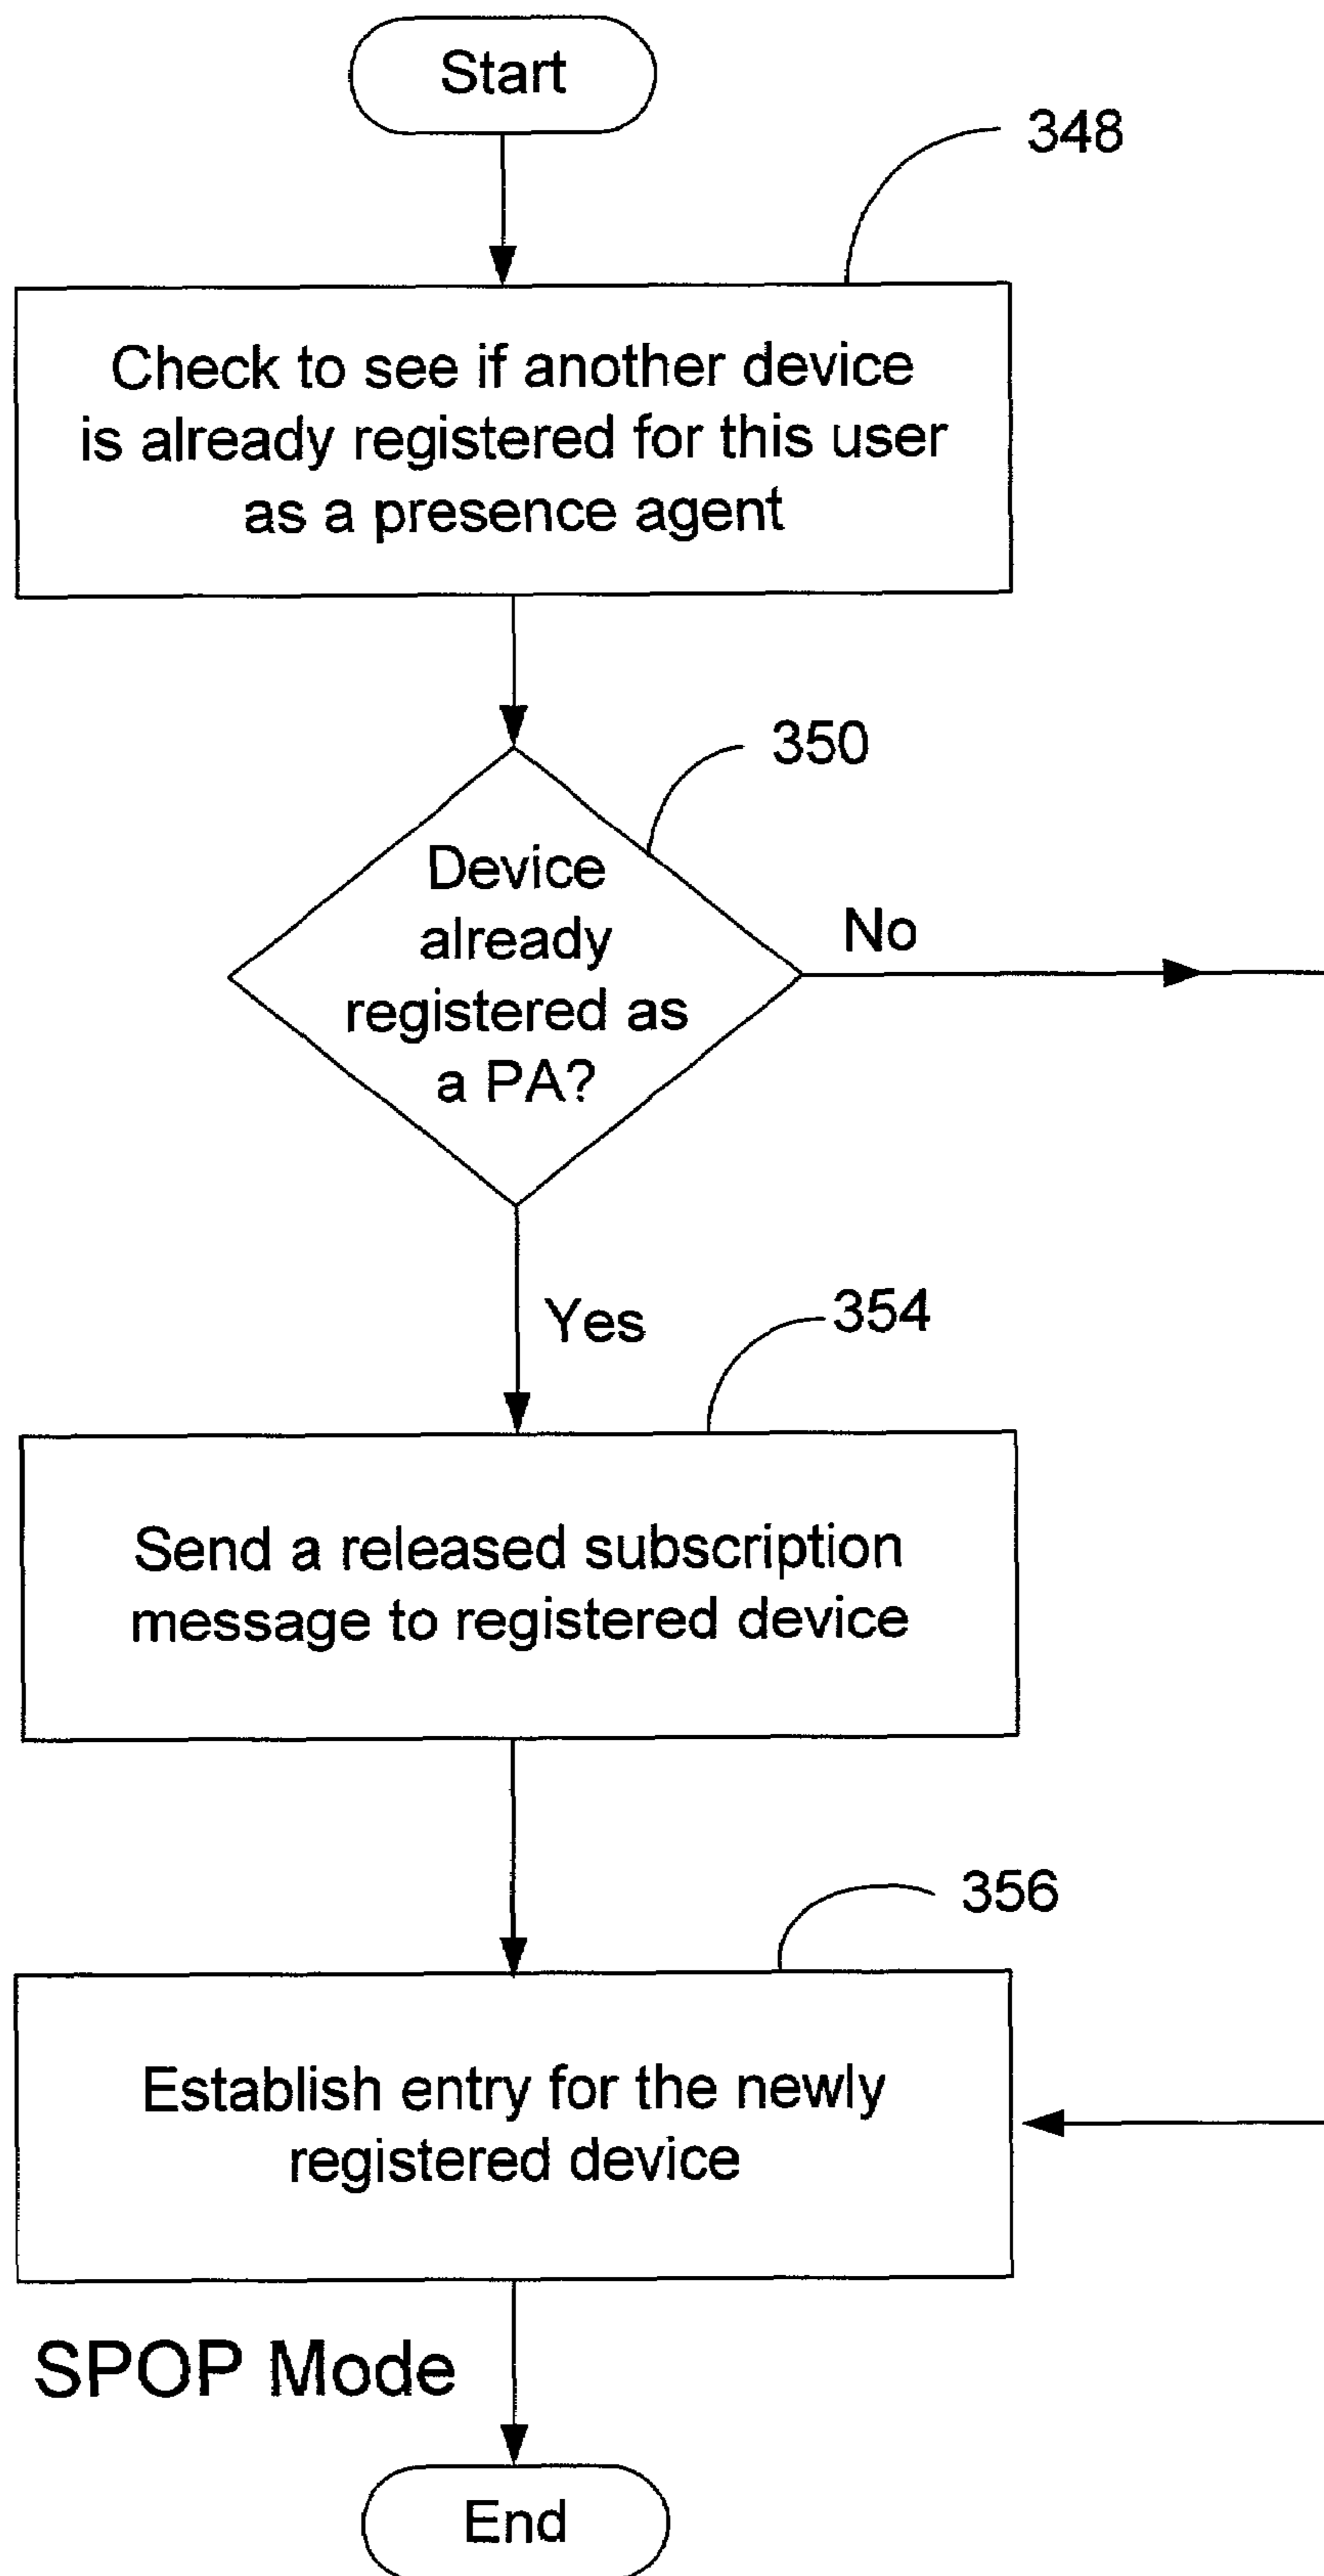 Start
348
Check to see if another device
is already registered for this user
as a presence agent
350
Device
already
registered as
a PA?
No
Yes
354
Send a released subscription
message to registered device
356
Establish entry for the newly
registered device
SPOP Mode
End